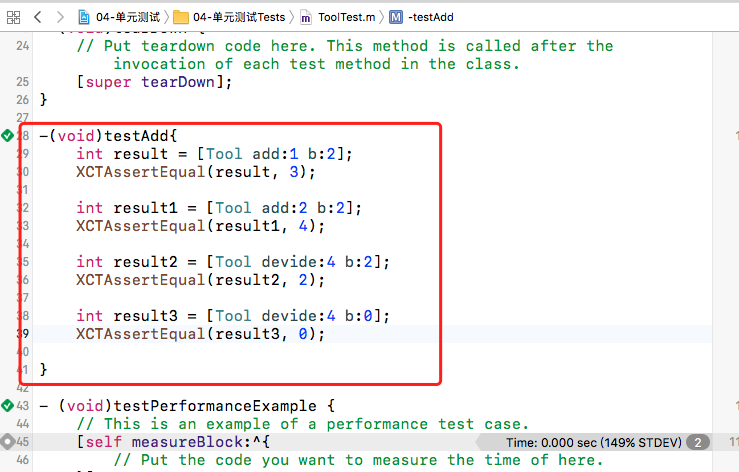 04-单元测试 04-单元测试Tests m ToolTest.m M -testAdd
24 // Put teardown code here. This method is called after the
invocation of each test method in the class.
25 [super tearDown];
26 }
27
28 -(void)testAdd{
29 int result = [Tool add:1 b:2];
30 XCTAssertEqual(result, 3);
31
32 int result1 = [Tool add:2 b:2];
33 XCTAssertEqual(result1, 4);
34
35 int result2 = [Tool devide:4 b:2];
36 XCTAssertEqual(result2, 2);
37
38 int result3 = [Tool devide:4 b:0];
39 XCTAssertEqual(result3, 0);
40
41 }
42
43 - (void)testPerformanceExample {
44 // This is an example of a performance test case.
45 [self measureBlock:^{ Time: 0.000 sec (149% STDEV) 2
46 // Put the code you want to measure the time of here.